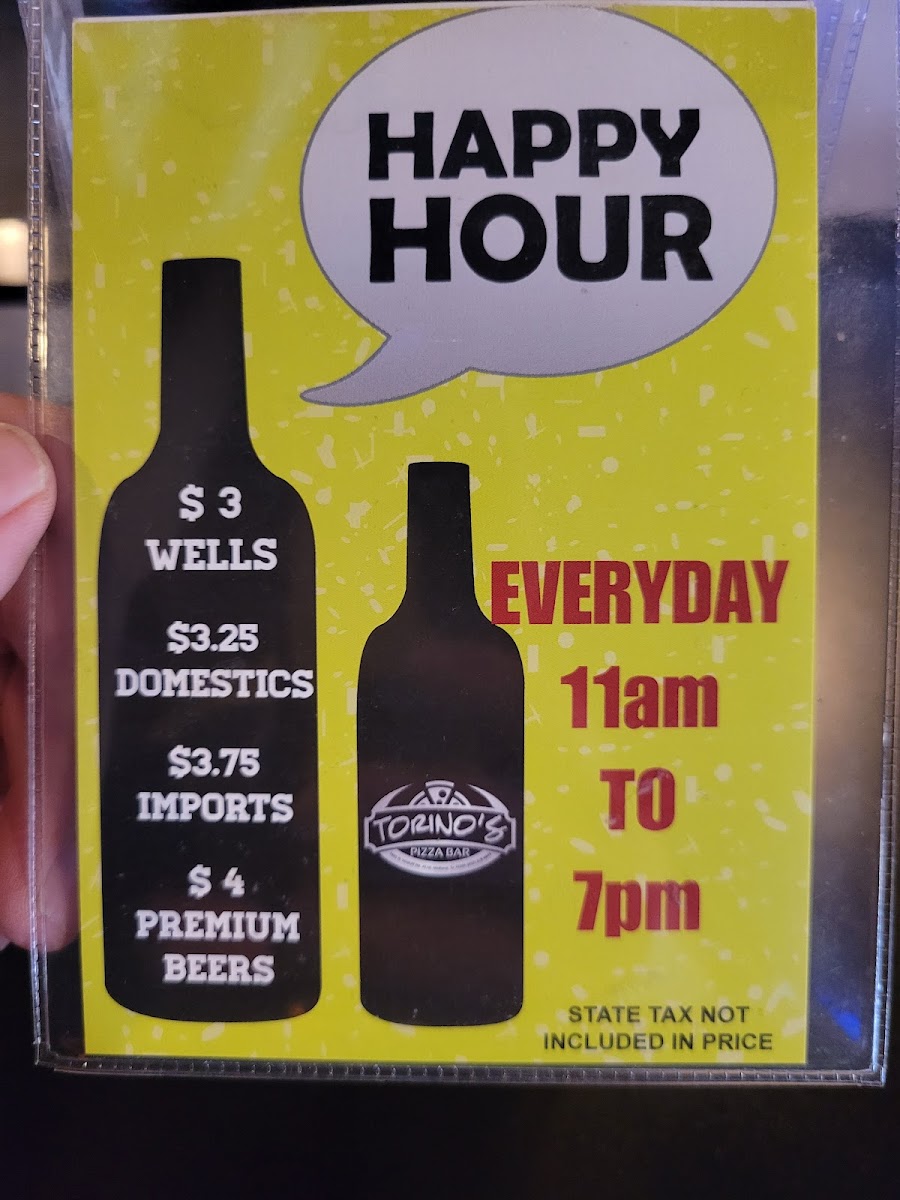 HAPPY
HOUR
$ 3
WELLS
$3.25
DOMESTICS
$3.75
IMPORTS
$ 4
PREMIUM
BEERS
TORINO'S
PIZZA BAR
EVERYDAY
11am
TO
7pm
STATE TAX NOT
INCLUDED IN PRICE